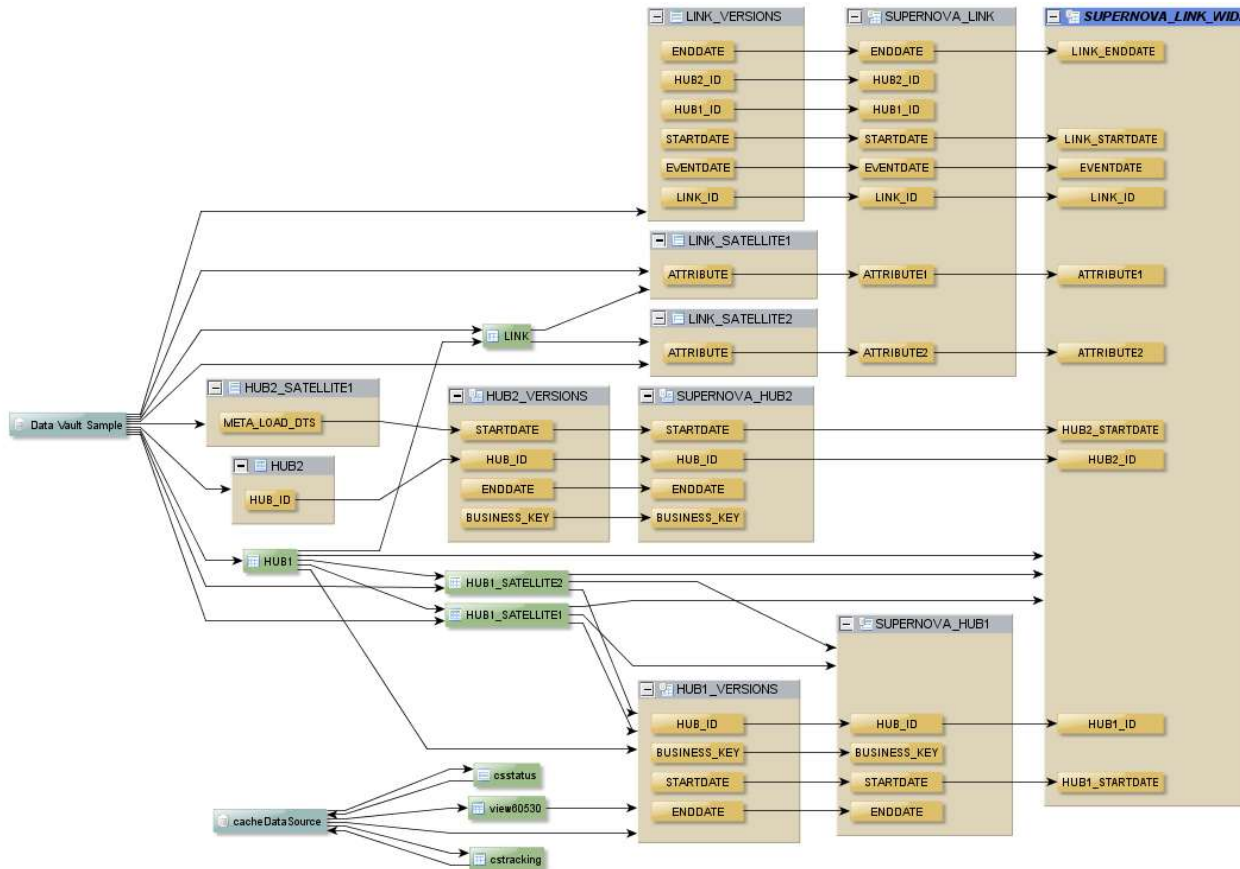 LINK_VERSIONS
ENDDATE
HUB2_ID
HUB1_ID
STARTDATE
EVENTDATE
LINK_ID
SUPERNOVA_LINK
ENDDATE
HUB2_ID
HUB1_ID
STARTDATE
EVENTDATE
LINK_ID
ATTRIBUTE1
ATTRIBUTE2
SUPERNOVA_LINK_WID
LINK_ENDDATE
LINK_STARTDATE
EVENTDATE
LINK_ID
ATTRIBUTE1
ATTRIBUTE2
HUB2_STARTDATE
HUB2_ID
HUB1_ID
HUB1_STARTDATE
LINK_SATELLITE1
ATTRIBUTE
LINK_SATELLITE2
ATTRIBUTE
LINK
Data Vault Sample
HUB2_SATELLITE1
META_LOAD_DTS
HUB2
HUB_ID
HUB2_VERSIONS
STARTDATE
HUB_ID
ENDDATE
BUSINESS_KEY
SUPERNOVA_HUB2
STARTDATE
HUB_ID
ENDDATE
BUSINESS_KEY
HUB1
HUB1_SATELLITE2
HUB1_SATELLITE1
SUPERNOVA_HUB1
HUB_ID
BUSINESS_KEY
STARTDATE
ENDDATE
HUB1_VERSIONS
HUB_ID
BUSINESS_KEY
STARTDATE
ENDDATE
csstatus
view60530
cacheDataSource
cstracking